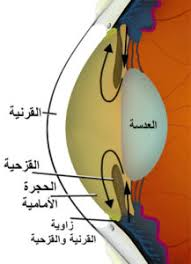 العدسة
القرنية
القزحية
الحجرة
الأمامية
زاوية
القرنية والقزحية